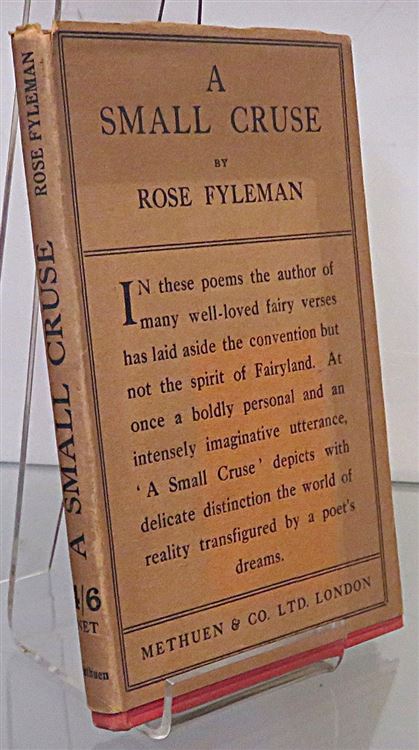 A
SMALL CRUSE
BY
ROSE FYLEMAN
IN these poems the author of
many well-loved fairy verses
has laid aside the convention but
not the spirit of Fairyland. At
once a boldly personal and an
intensely imaginative utterance,
‘A Small Cruse’ depicts with
delicate distinction the world of
reality transfigured by a poet's
dreams.
METHUEN & CO. LTD. LONDON
ROSE FYLEMAN
A SMALL CRUSE
4/6
NET